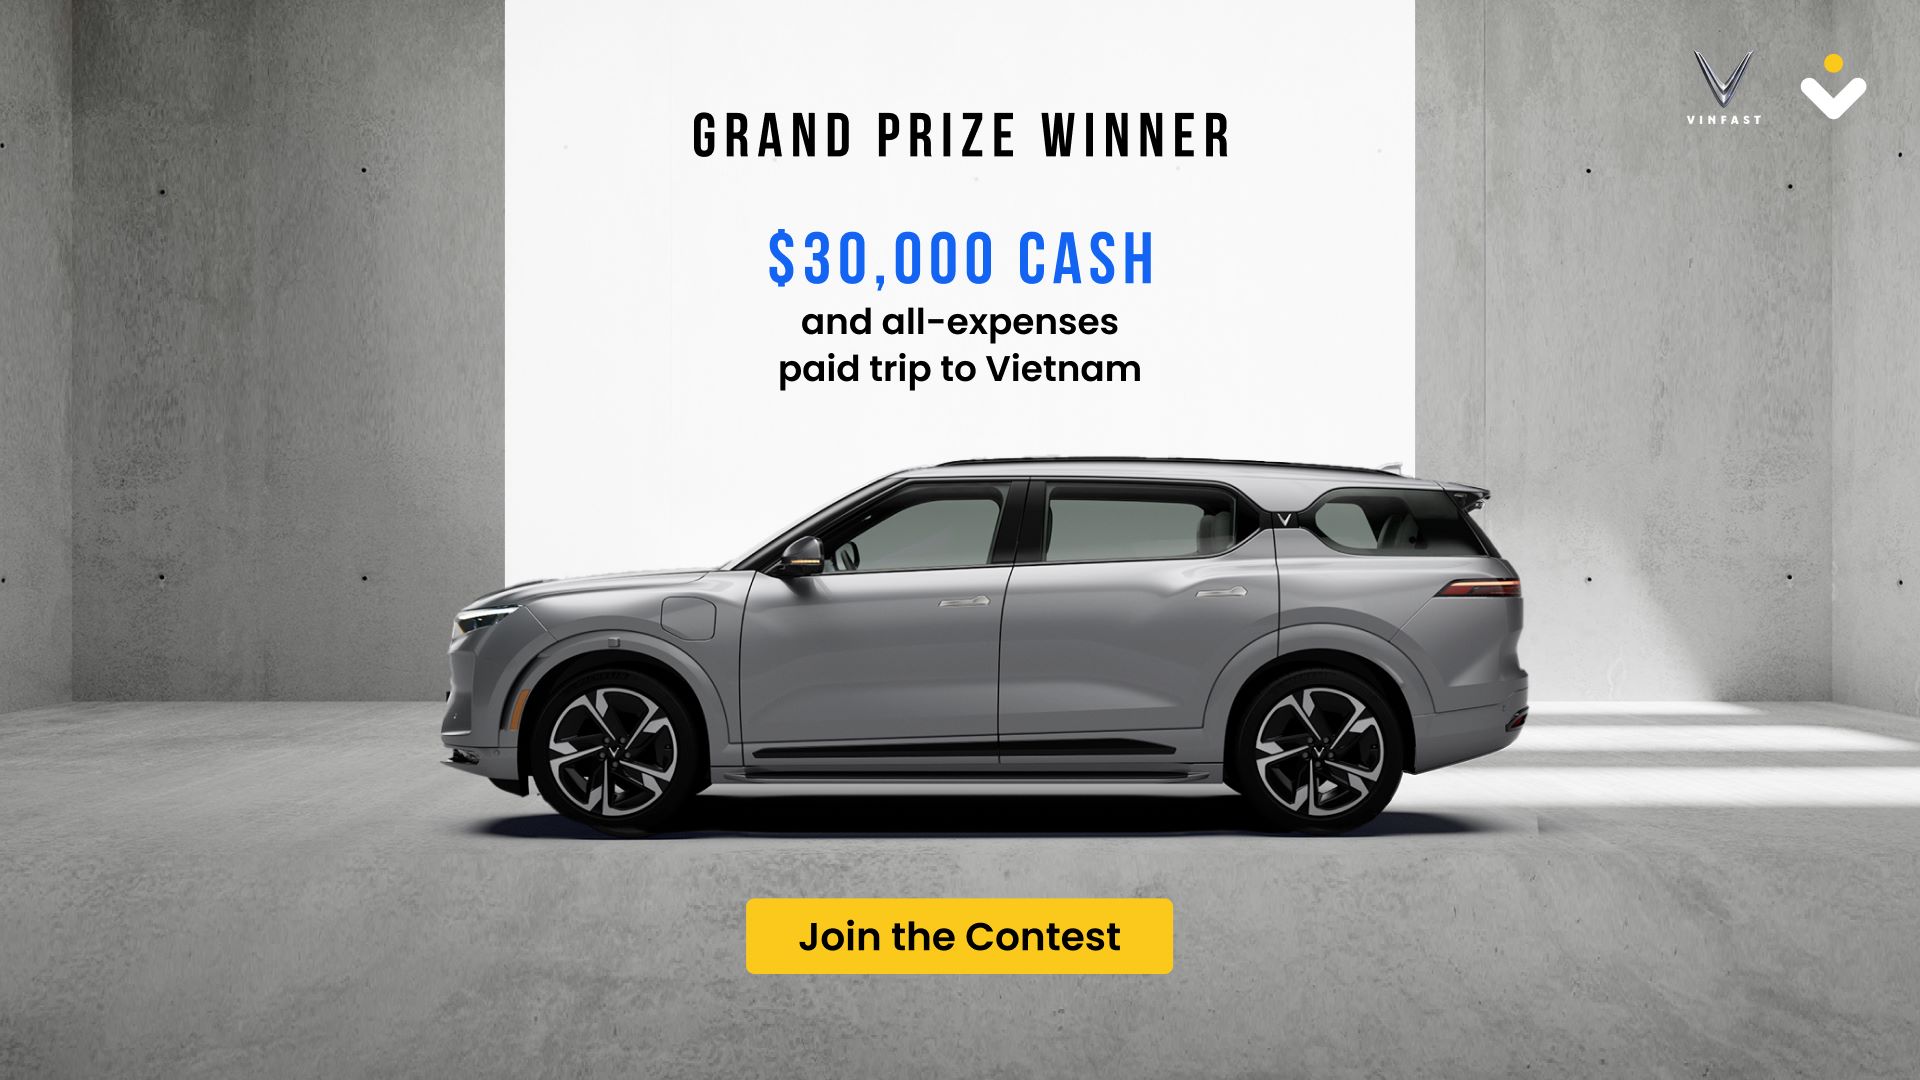 GRAND PRIZE WINNER
VINFAST
$30,000 CASH
and all-expenses
paid trip to Vietnam
Join the Contest